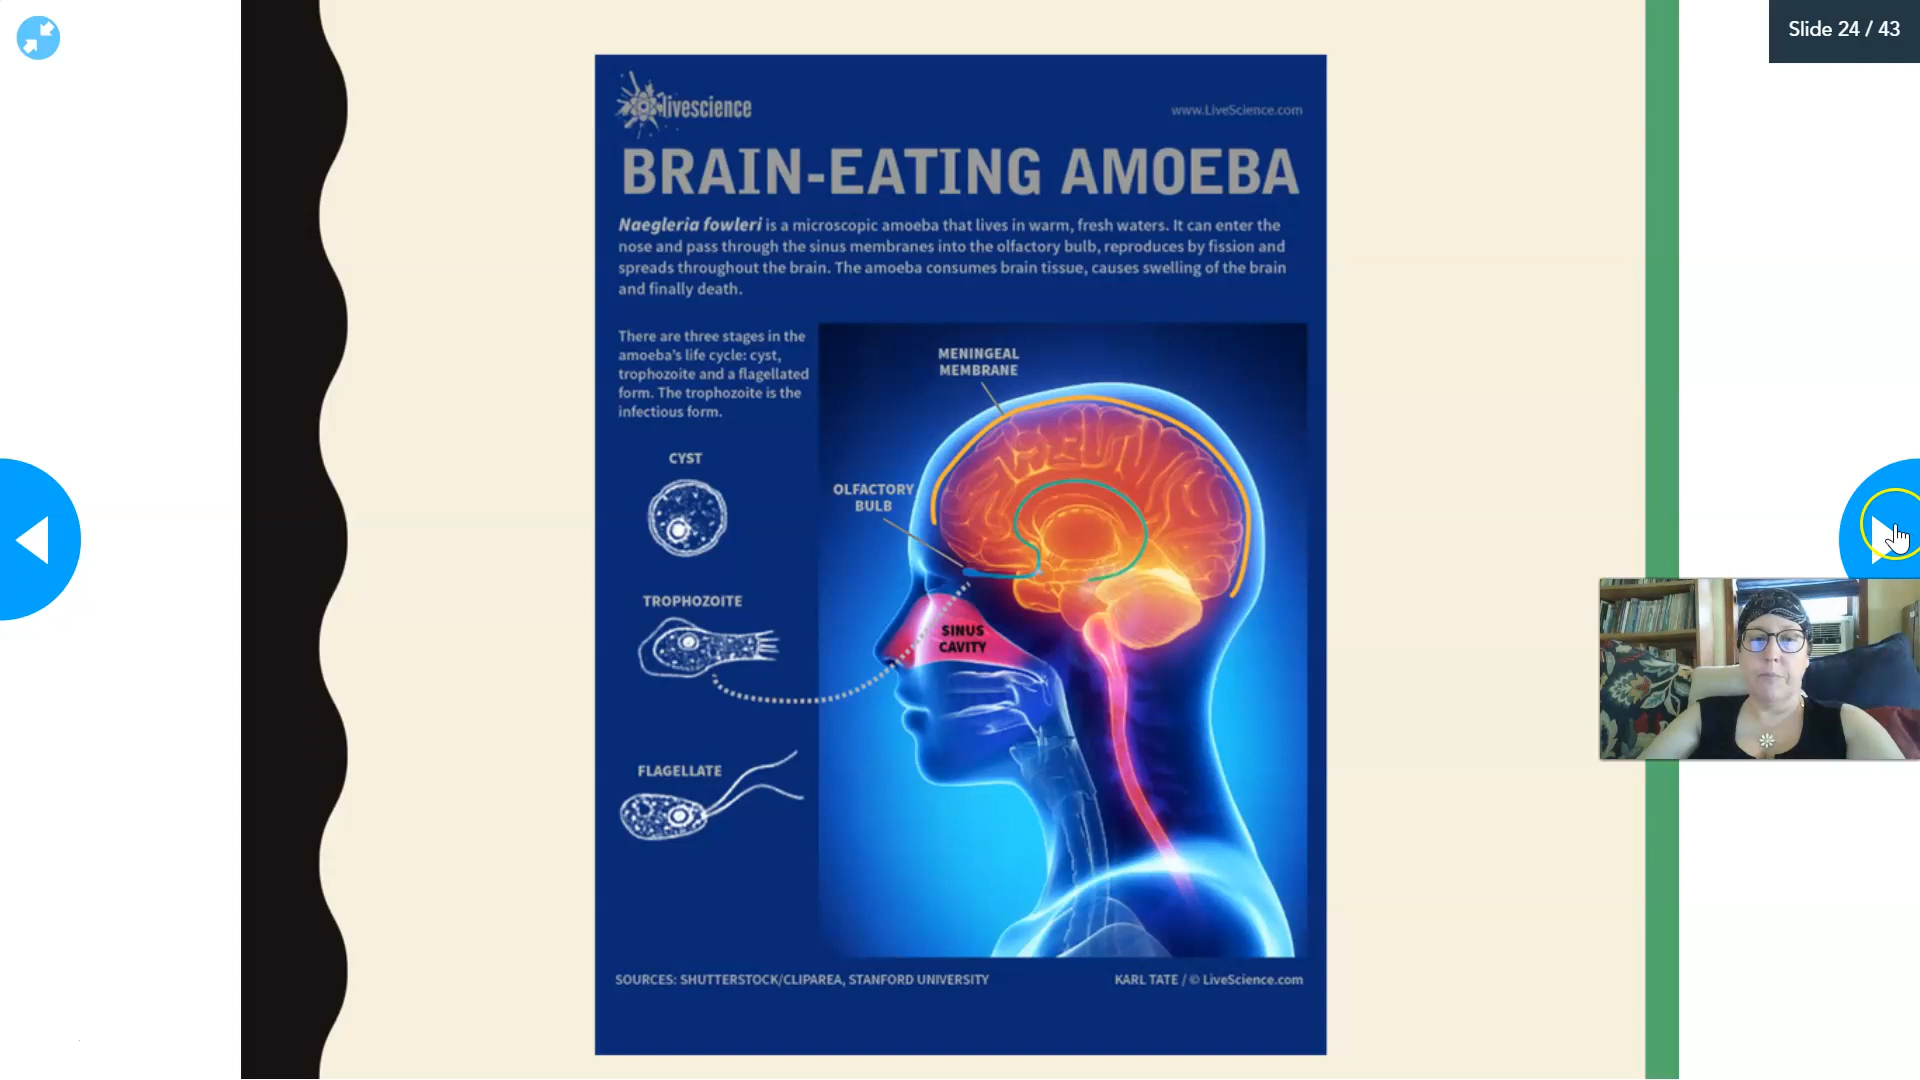 Slide 24 / 43
livescience
www.LiveScience.com
BRAIN-EATING AMOEBA
Naegleria fowleri is a microscopic amoeba that lives in warm, fresh waters. It can enter the
nose and pass through the sinus membranes into the olfactory bulb, reproduces by fission and
spreads throughout the brain. The amoeba consumes brain tissue, causes swelling of the brain
and finally death.
There are three stages in the
amoeba's life cycle: cyst,
trophozoite and a flagellated
form. The trophozoite is the
infectious form.
MENINGEAL
MEMBRANE
CYST
OLFACTORY
BULB
TROPHOZOITE
SINUS
CAVITY
FLAGELLATE
SOURCES: SHUTTERSTOCK/CLIPAREA, STANFORD UNIVERSITY
KARL TATE / © LiveScience.com